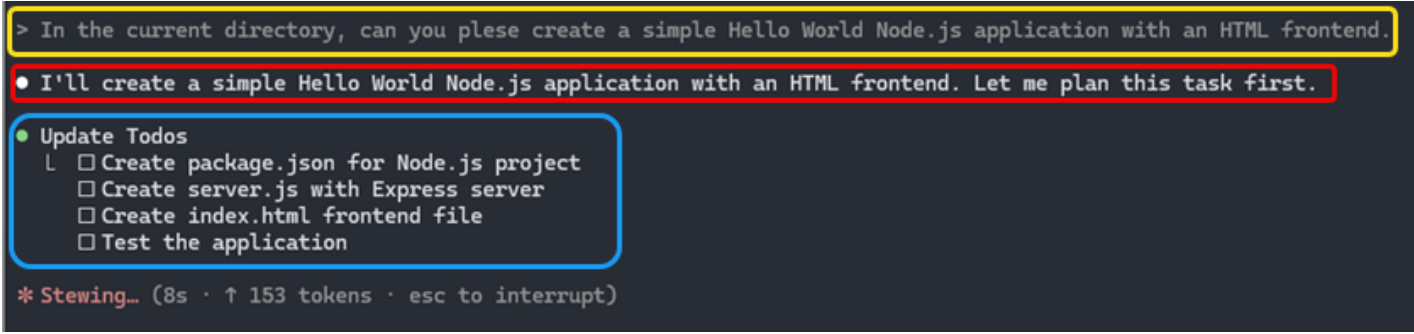 > In the current directory, can you plese create a simple Hello World Node.js application with an HTML frontend.
● I'll create a simple Hello World Node.js application with an HTML frontend. Let me plan this task first.
● Update Todos
└ ☐ Create package.json for Node.js project
☐ Create server.js with Express server
☐ Create index.html frontend file
☐ Test the application
✻ Stewing… (8s · ↑ 153 tokens · esc to interrupt)